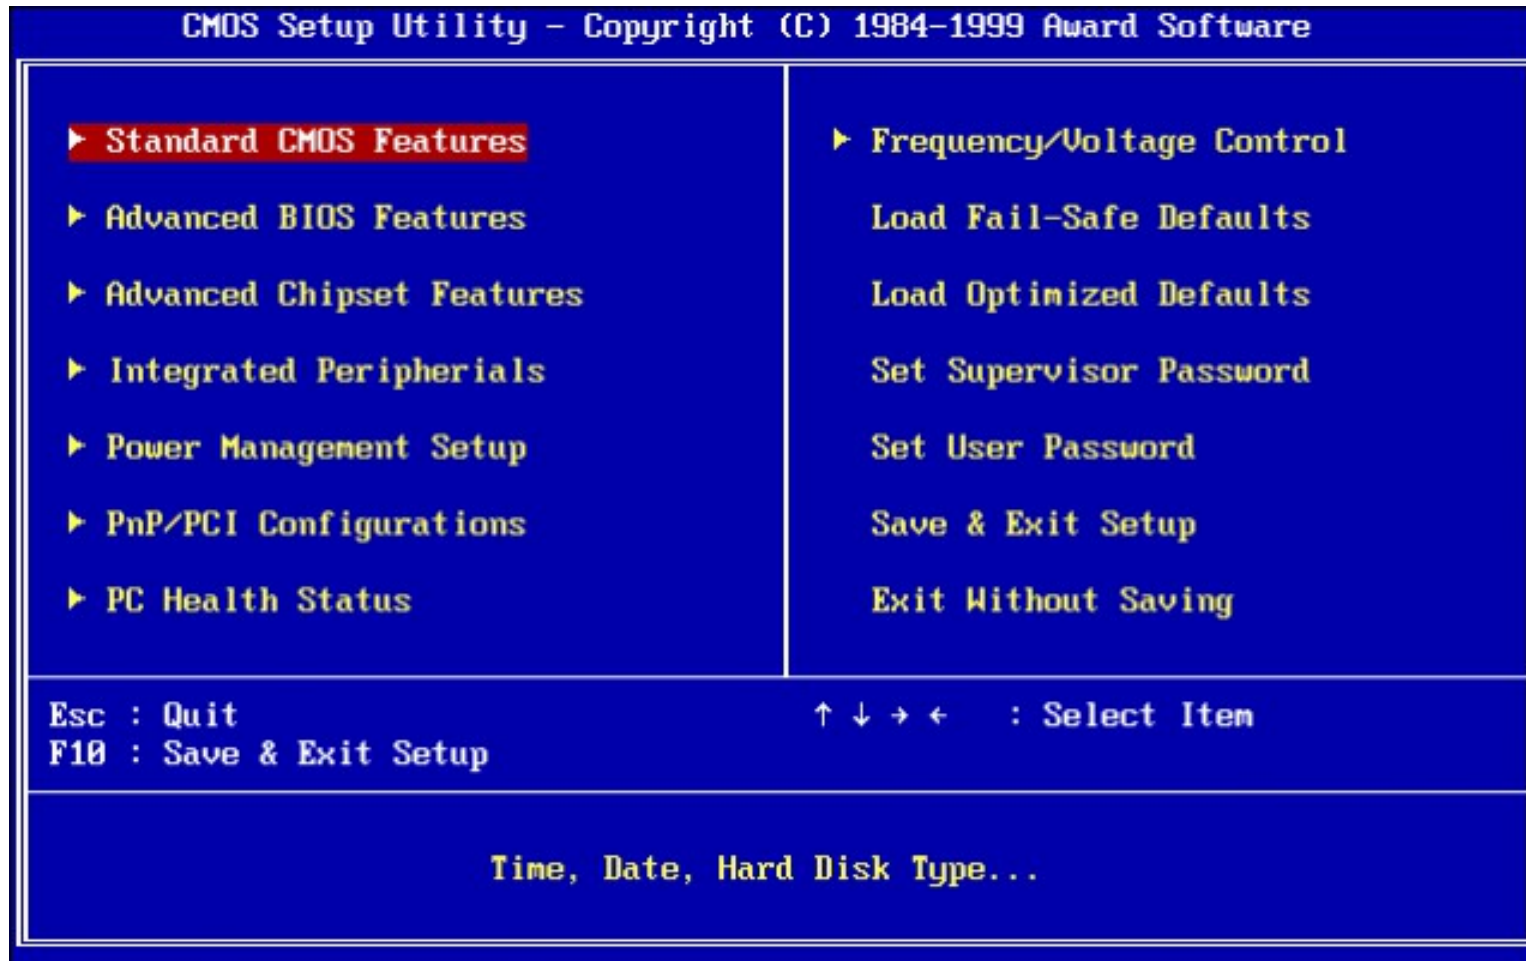 CMOS Setup Utility – Copyright (C) 1984–1999 Award Software
▶ Standard CMOS Features
▶ Advanced BIOS Features
▶ Advanced Chipset Features
▶ Integrated Peripherials
▶ Power Management Setup
▶ PnP/PCI Configurations
▶ PC Health Status
▶ Frequency/Voltage Control
Load Fail–Safe Defaults
Load Optimized Defaults
Set Supervisor Password
Set User Password
Save & Exit Setup
Exit Without Saving
Esc : Quit
F10 : Save & Exit Setup
↑ ↓ → ← : Select Item
Time, Date, Hard Disk Type...